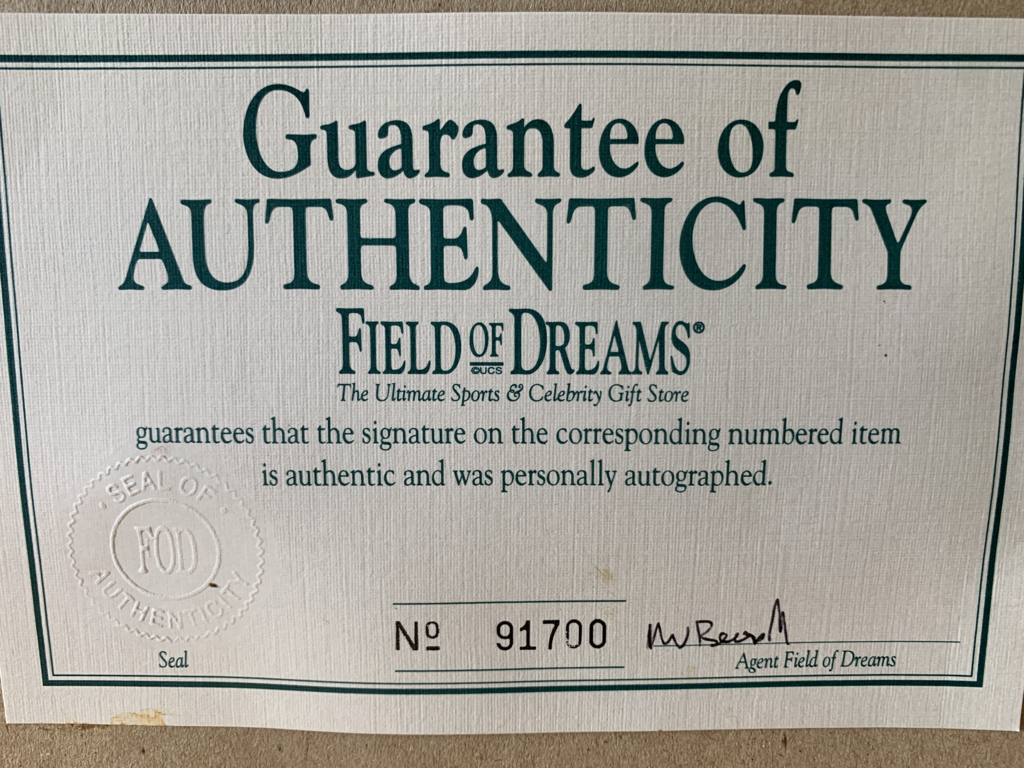 Guarantee of
AUTHENTICITY
FIELD OF DREAMS®
©UCS
The Ultimate Sports & Celebrity Gift Store
guarantees that the signature on the corresponding numbered item
is authentic and was personally autographed.
SEAL OF
FOD
AUTHENTICITY
Seal
Nº 91700
Agent Field of Dreams